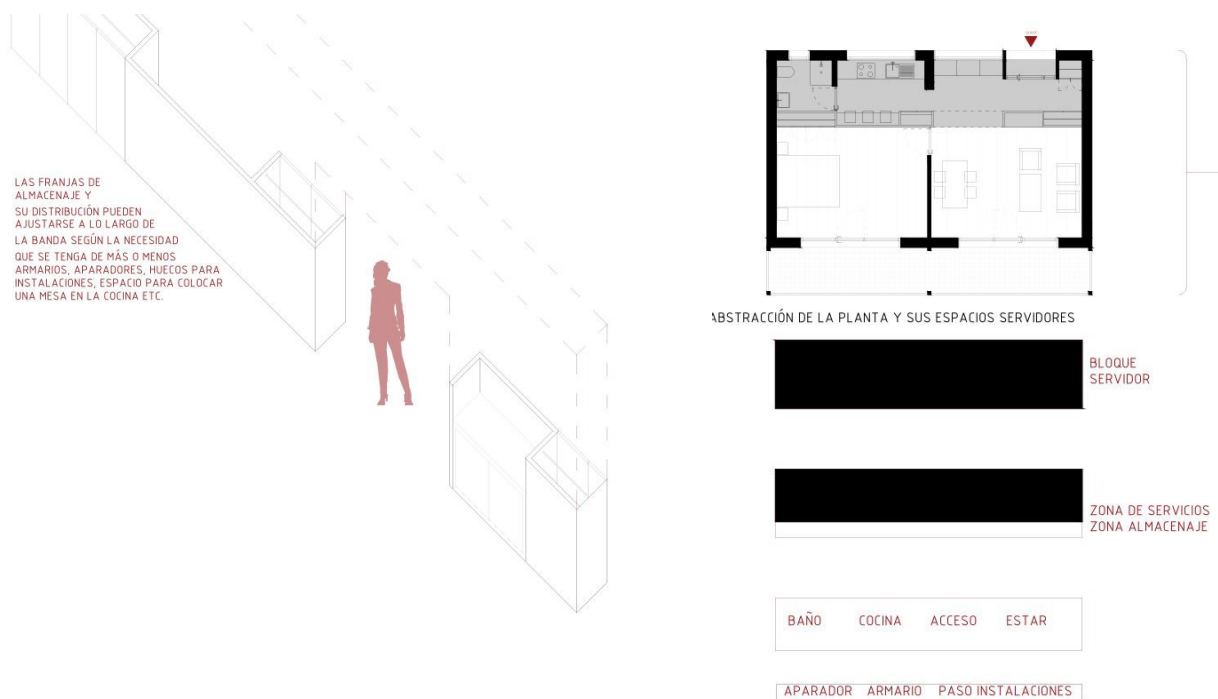 LAS FRANJAS DE
ALMACENAJE Y
SU DISTRIBUCIÓN PUEDEN
AJUSTARSE A LO LARGO DE
LA BANDA SEGÚN LA NECESIDAD
QUE SE TENGA DE MÁS O MENOS
ARMARIOS, APARADORES, HUECOS PARA
INSTALACIONES, ESPACIO PARA COLOCAR
UNA MESA EN LA COCINA ETC.
ABSTRACCIÓN DE LA PLANTA Y SUS ESPACIOS SERVIDORES
BLOQUE
SERVIDOR
ZONA DE SERVICIOS
ZONA ALMACENAJE
BAÑO COCINA ACCESO ESTAR
APARADOR ARMARIO PASO INSTALACIONES